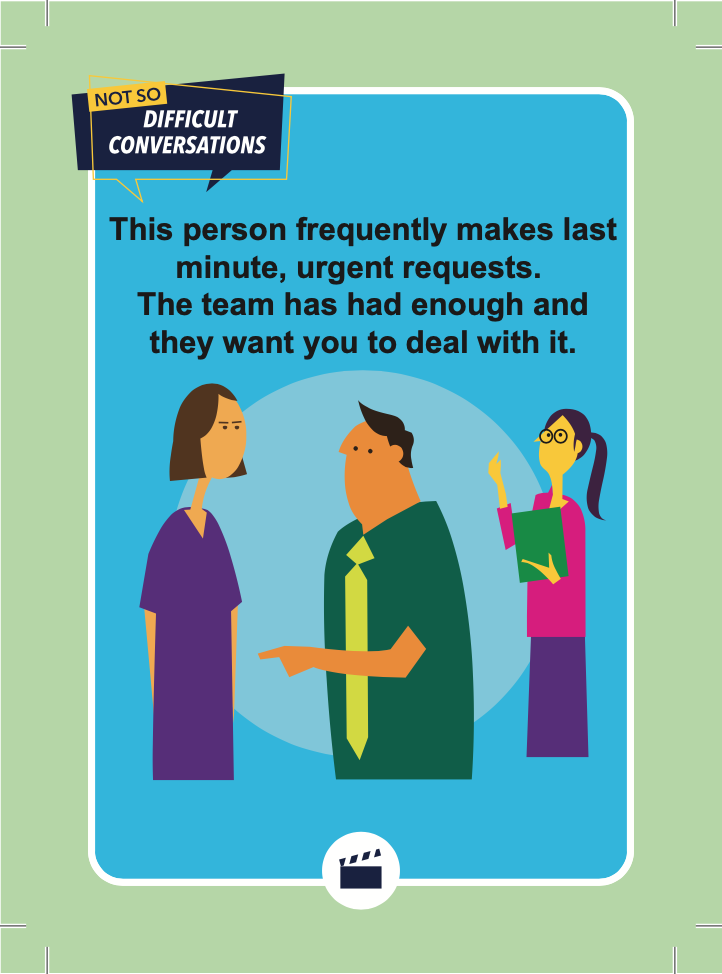 NOT SO
DIFFICULT
CONVERSATIONS
This person frequently makes last
minute, urgent requests.
The team has had enough and
they want you to deal with it.